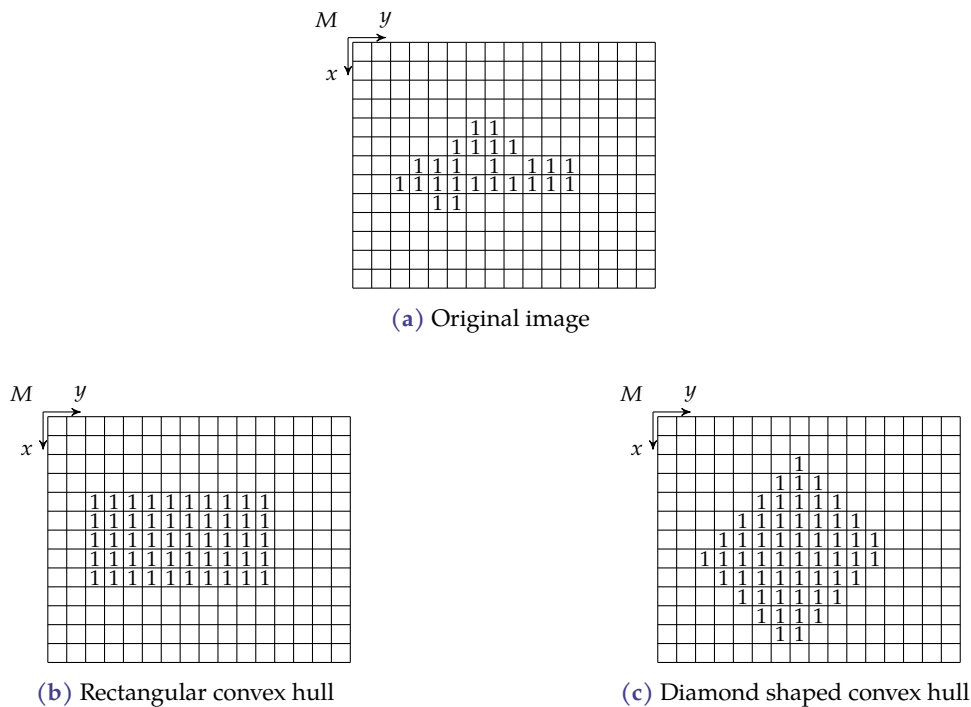 M y
x
1 1
1 1 1 1
1 1 1 1 1 1 1
1 1 1 1 1 1 1 1 1 1
1 1
(a) Original image
M y
x
1 1 1 1 1 1 1 1 1 1
1 1 1 1 1 1 1 1 1 1
1 1 1 1 1 1 1 1 1 1
1 1 1 1 1 1 1 1 1 1
1 1 1 1 1 1 1 1 1 1
(b) Rectangular convex hull
M y
x
1
1 1 1
1 1 1 1 1
1 1 1 1 1 1 1
1 1 1 1 1 1 1 1 1
1 1 1 1 1 1 1 1 1 1
1 1 1 1 1 1 1 1
1 1 1 1 1 1
1 1 1 1
1 1
(c) Diamond shaped convex hull